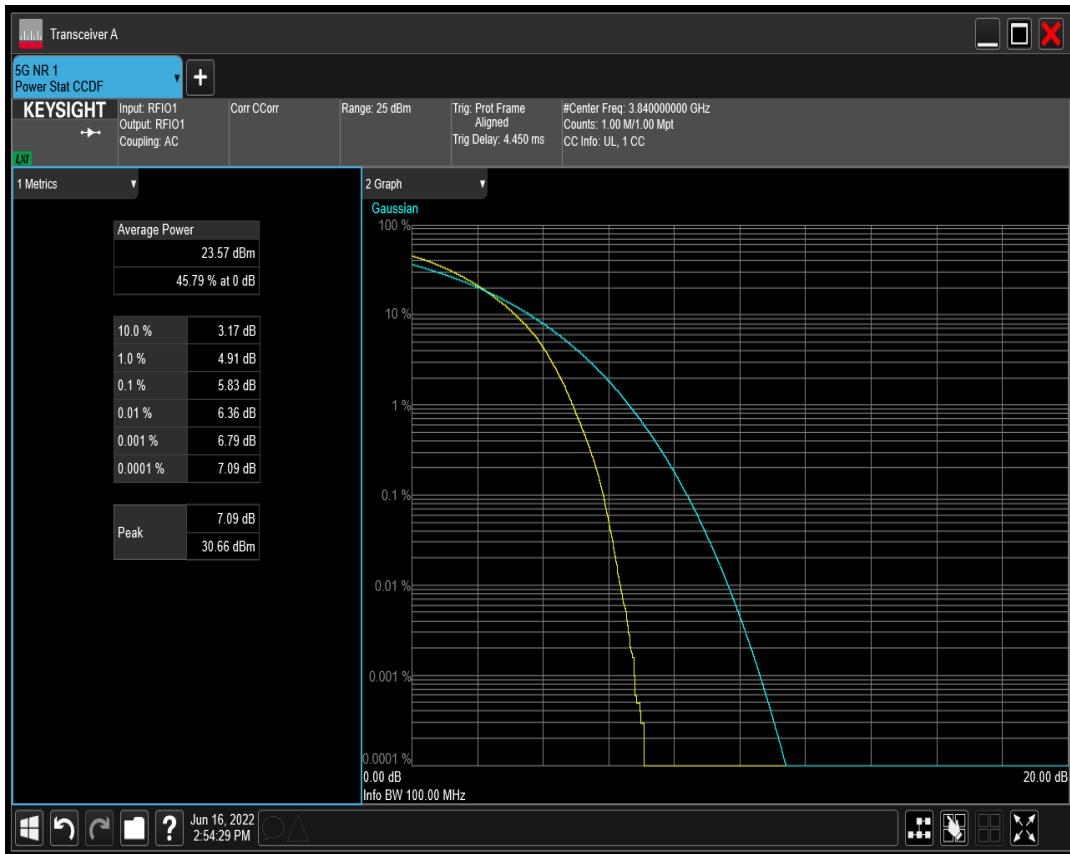 Transceiver A
5G NR 1
Power Stat CCDF
+
KEYSIGHT
LXI
Input: RFIO1
Output: RFIO1
Coupling: AC
Corr CCorr
Range: 25 dBm
Trig: Prot Frame
Aligned
Trig Delay: 4.450 ms
#Center Freq: 3.840000000 GHz
Counts: 1.00 M/1.00 Mpt
CC Info: UL, 1 CC
1 Metrics
Average Power
23.57 dBm
45.79 % at 0 dB
10.0 % 3.17 dB
1.0 % 4.91 dB
0.1 % 5.83 dB
0.01 % 6.36 dB
0.001 % 6.79 dB
0.0001 % 7.09 dB
Peak
7.09 dB
30.66 dBm
2 Graph
Gaussian
100 %
10 %
1 %
0.1 %
0.01 %
0.001 %
0.0001 %
0.00 dB 20.00 dB
Info BW 100.00 MHz
?
Jun 16, 2022
2:54:29 PM